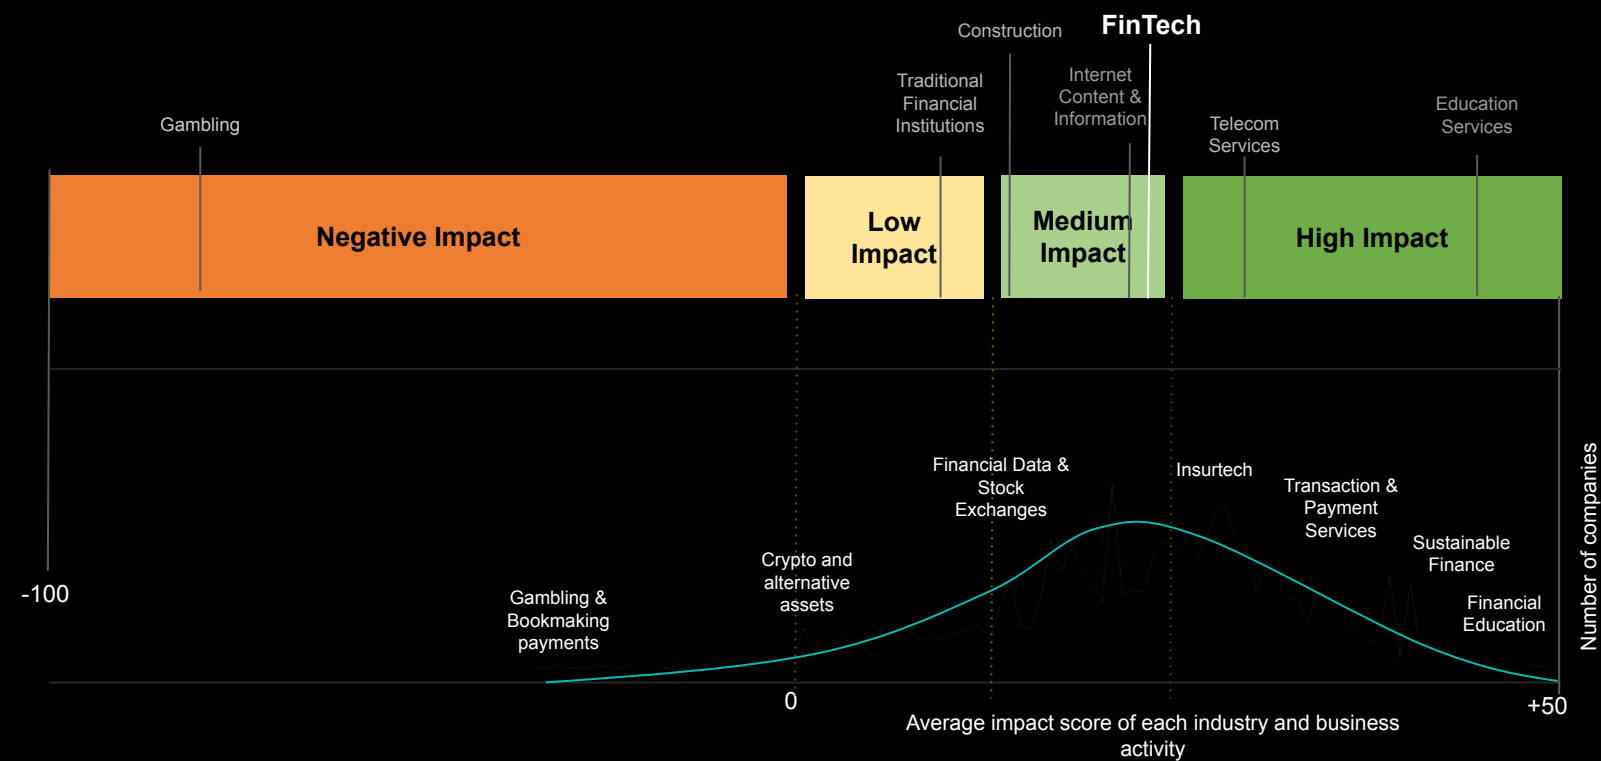 FinTech
Construction
Internet
Content &
Information
Traditional
Financial
Institutions
Education
Services
Gambling
Telecom
Services
Negative Impact
Low
Impact
Medium
Impact
High Impact
Number of companies
Financial Data &
Stock
Exchanges
Insurtech
Transaction &
Payment
Services
Sustainable
Finance
Crypto and
alternative
assets
-100
Gambling &
Bookmaking
payments
Financial
Education
0
+50
Average impact score of each industry and business
activity